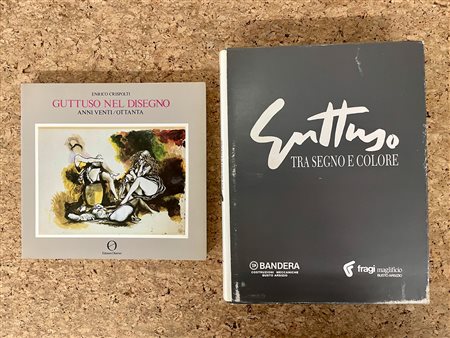 ENRICO CRISPOLTI
GUTTUSO NEL DISEGNO
ANNI VENTI/OTTANTA
Edizioni Oberon
Guttuso
TRA SEGNO E COLORE
BANDERA
COSTRUZIONI MECCANICHE
BUSTO ARSIZIO
fragi maglificio
BUSTO ARSIZIO